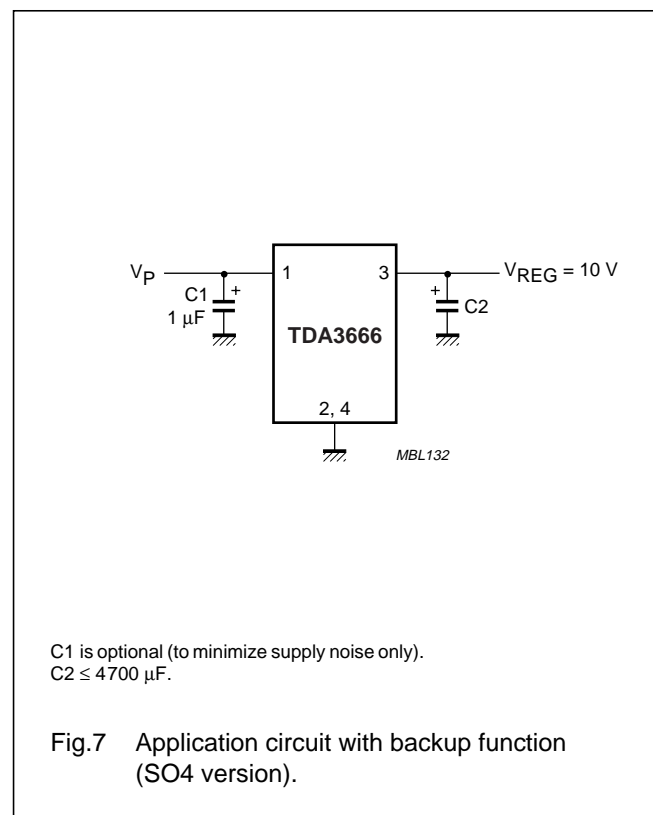 V_P
1
3
V_REG = 10 V
C1
+
1 μF
+
C2
TDA3666
2, 4
MBL132
C1 is optional (to minimize supply noise only).
C2 ≤ 4700 μF.
Fig.7 Application circuit with backup function
(SO4 version).